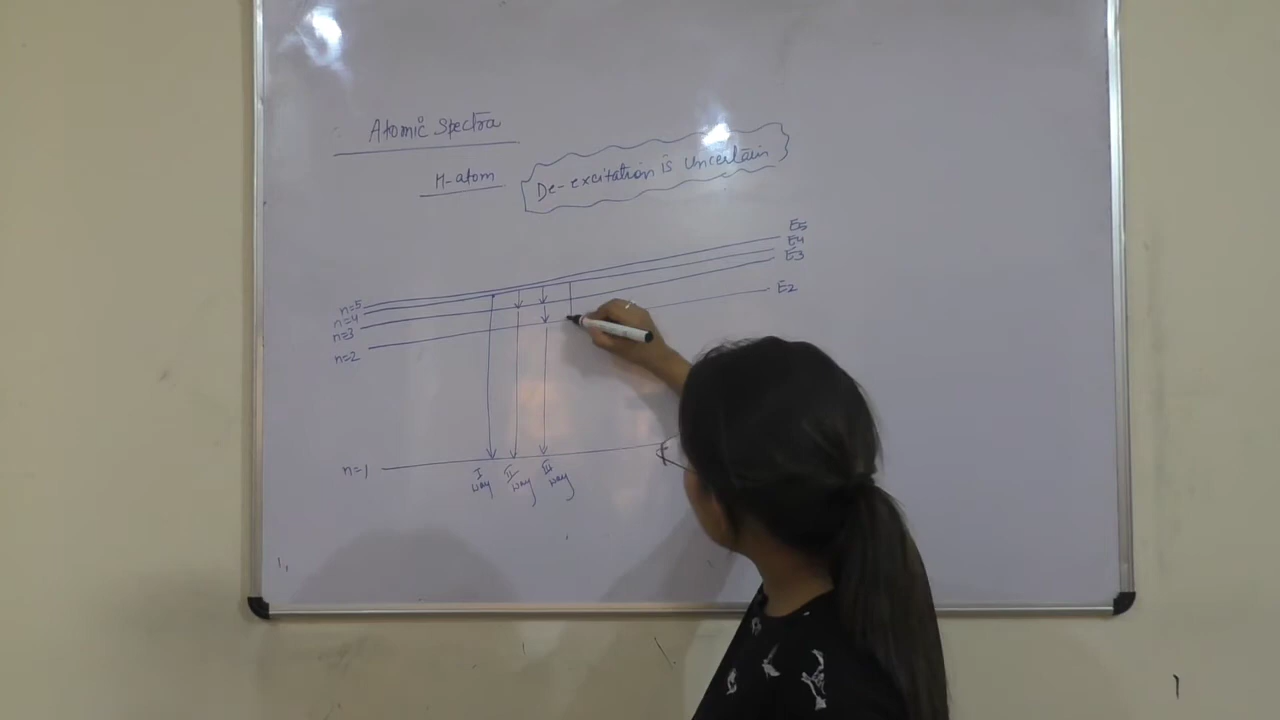 Atomic Spectra
H-atom
De-excitation is Uncertain
E5
E4
E3
E2
n=5
n=4
n=3
n=2
n=1
I way
II way
III way